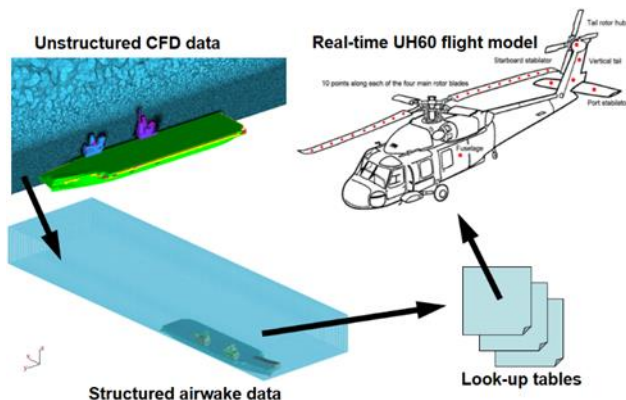 Unstructured CFD data
Real-time UH60 flight model
Tail rotor hub
Starboard stabilator
Vertical tail
10 points along each of the four main rotor blades
Port stabilator
Fuselage
Structured airwake data
Look-up tables